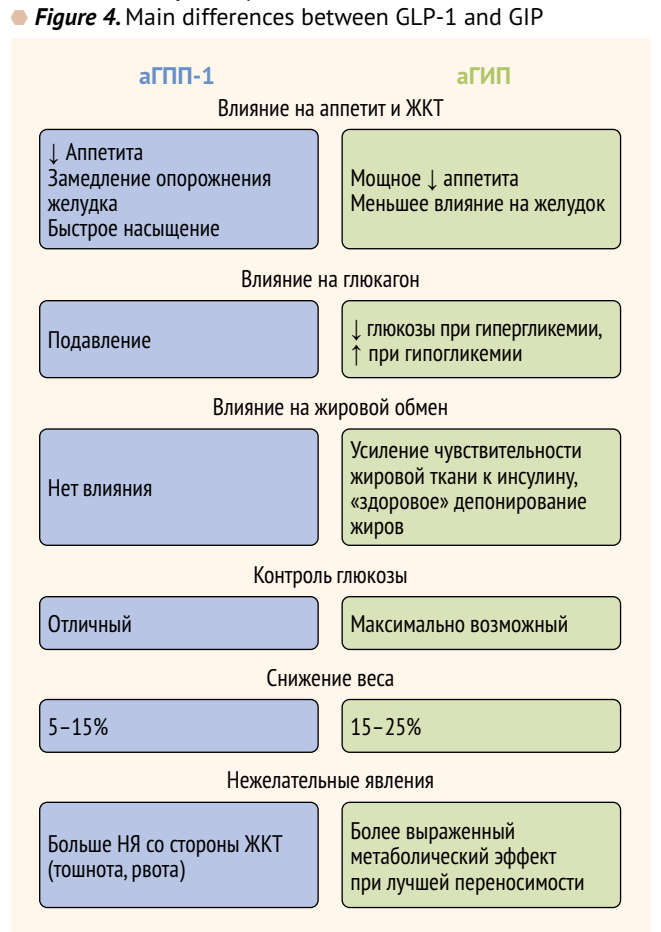 Figure 4. Main differences between GLP-1 and GIP
аГПП-1
аГИП
Влияние на аппетит и ЖКТ
↓ Аппетита
Замедление опорожнения
желудка
Быстрое насыщение
Мощное ↓ аппетита
Меньшее влияние на желудок
Влияние на глюкагон
Подавление
↓ глюкозы при гипергликемии,
↑ при гипогликемии
Влияние на жировой обмен
Нет влияния
Усиление чувствительности
жировой ткани к инсулину,
«здоровое» депонирование
жиров
Контроль глюкозы
Отличный
Максимально возможный
Снижение веса
5–15%
15–25%
Нежелательные явления
Больше НЯ со стороны ЖКТ
(тошнота, рвота)
Более выраженный
метаболический эффект
при лучшей переносимости